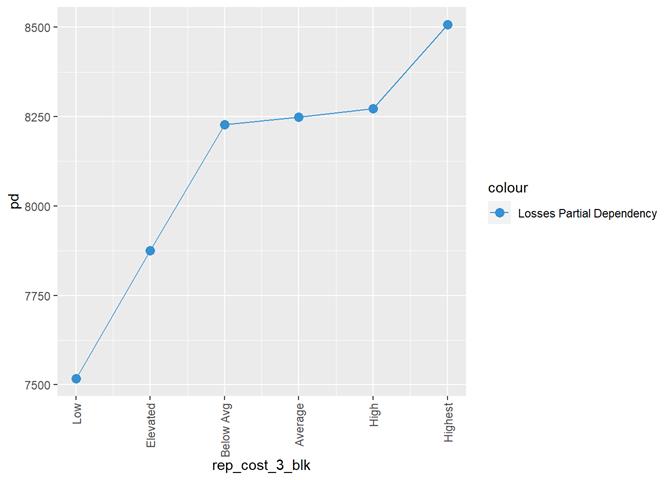 8500
8250
8000
7750
7500
pd
Low
Elevated
Below Avg
Average
High
Highest
rep_cost_3_blk
colour
Losses Partial Dependency